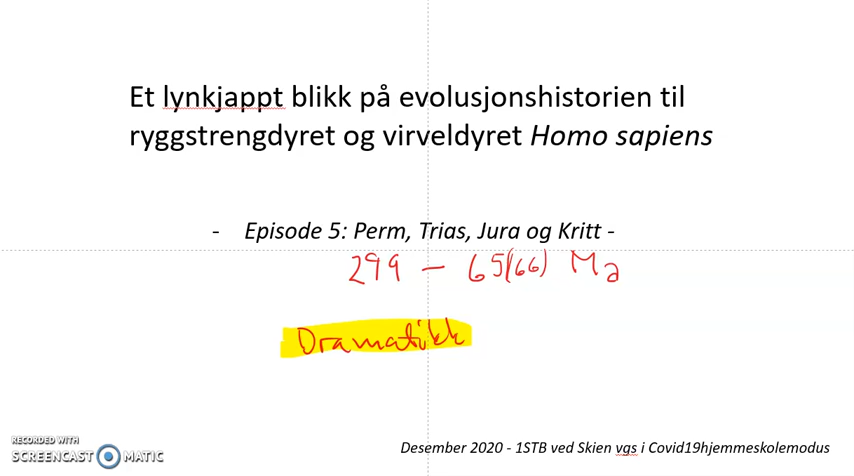 Et lynkjappt blikk på evolusjonshistorien til
ryggstrengdyret og virveldyret Homo sapiens
- Episode 5: Perm, Trias, Jura og Kritt -
299 – 65(66) Ma
Dramatikk
RECORDED WITH
SCREENCAST MATIC
Desember 2020 - 1STB ved Skien vgs i Covid19hjemmeskolemodus